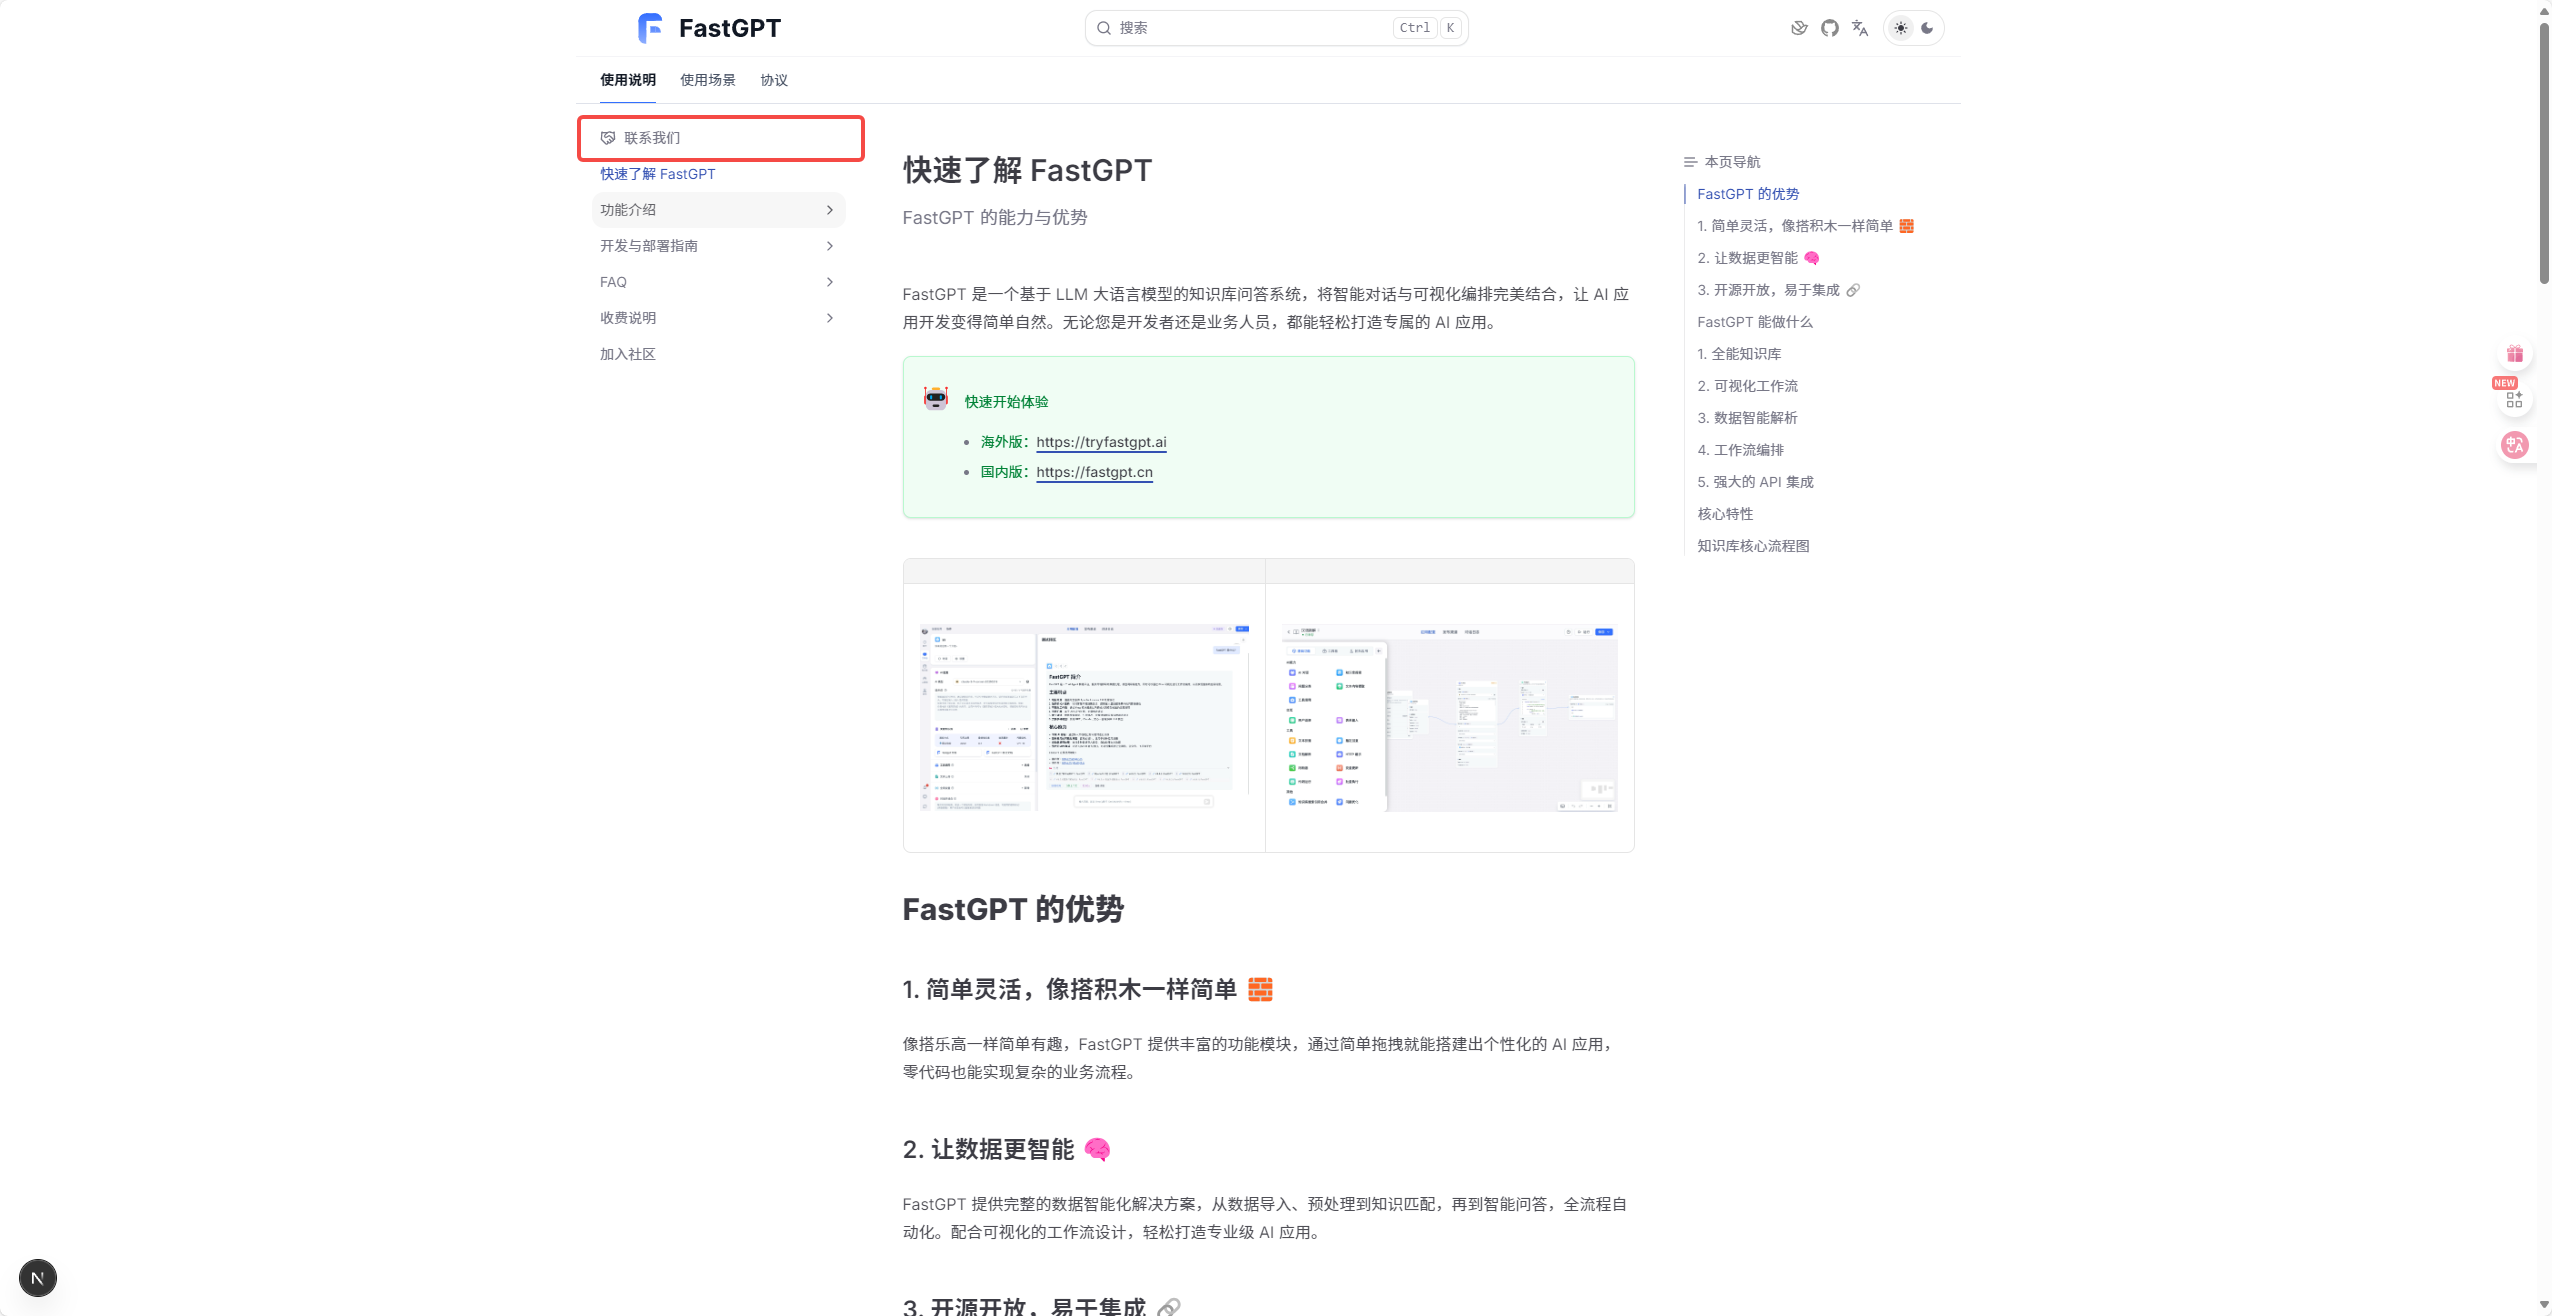 FastGPT
搜索
Ctrl K
使用说明 使用场景 协议
联系我们
快速了解 FastGPT
功能介绍
开发与部署指南
FAQ
收费说明
加入社区
快速了解 FastGPT
FastGPT 的能力与优势
FastGPT 是一个基于 LLM 大语言模型的知识库问答系统，将智能对话与可视化编排完美结合，让 AI 应
用开发变得简单自然。无论您是开发者还是业务人员，都能轻松打造专属的 AI 应用。
快速开始体验
海外版：https://tryfastgpt.ai
国内版：https://fastgpt.cn
FastGPT 的优势
1. 简单灵活，像搭积木一样简单 🧱
像搭乐高一样简单有趣，FastGPT 提供丰富的功能模块，通过简单拖拽就能搭建出个性化的 AI 应用，
零代码也能实现复杂的业务流程。
2. 让数据更智能 🧠
FastGPT 提供完整的数据智能化解决方案，从数据导入、预处理到知识匹配，再到智能问答，全流程自
动化。配合可视化的工作流设计，轻松打造专业级 AI 应用。
3. 开源开放，易于集成 🔗
本页导航
FastGPT 的优势
1. 简单灵活，像搭积木一样简单 🧱
2. 让数据更智能 🧠
3. 开源开放，易于集成 🔗
FastGPT 能做什么
1. 全能知识库
2. 可视化工作流
3. 数据智能解析
4. 工作流编排
5. 强大的 API 集成
核心特性
知识库核心流程图
NEW
中A
N